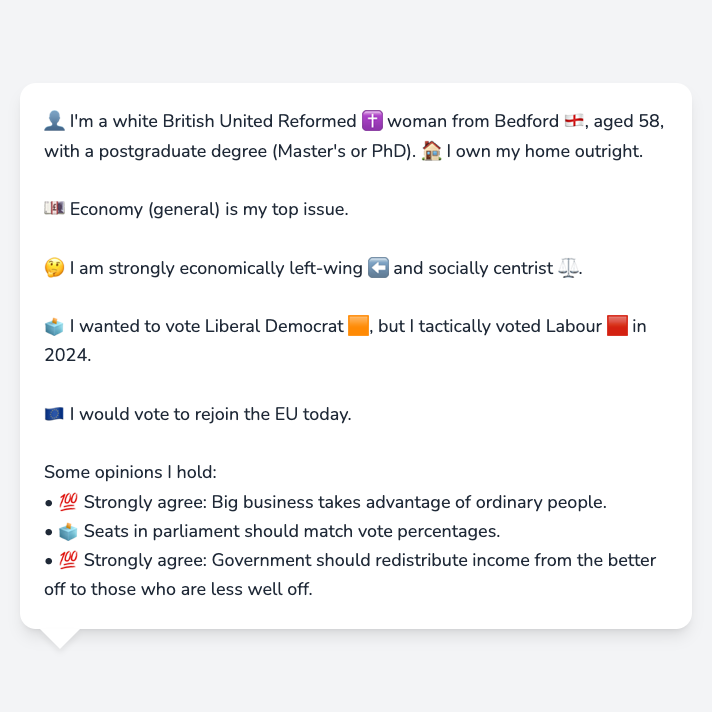 👤 I'm a white British United Reformed ✝️ woman from Bedford 🏴󠁧󠁢󠁥󠁮󠁧󠁿, aged 58,
with a postgraduate degree (Master's or PhD). 🏠 I own my home outright.
💷 Economy (general) is my top issue.
🤔 I am strongly economically left-wing ⬅️ and socially centrist ⚖️.
🗳️ I wanted to vote Liberal Democrat 🟧, but I tactically voted Labour 🟥 in
2024.
🇪🇺 I would vote to rejoin the EU today.
Some opinions I hold:
• 💯 Strongly agree: Big business takes advantage of ordinary people.
• 🗳️ Seats in parliament should match vote percentages.
• 💯 Strongly agree: Government should redistribute income from the better
off to those who are less well off.